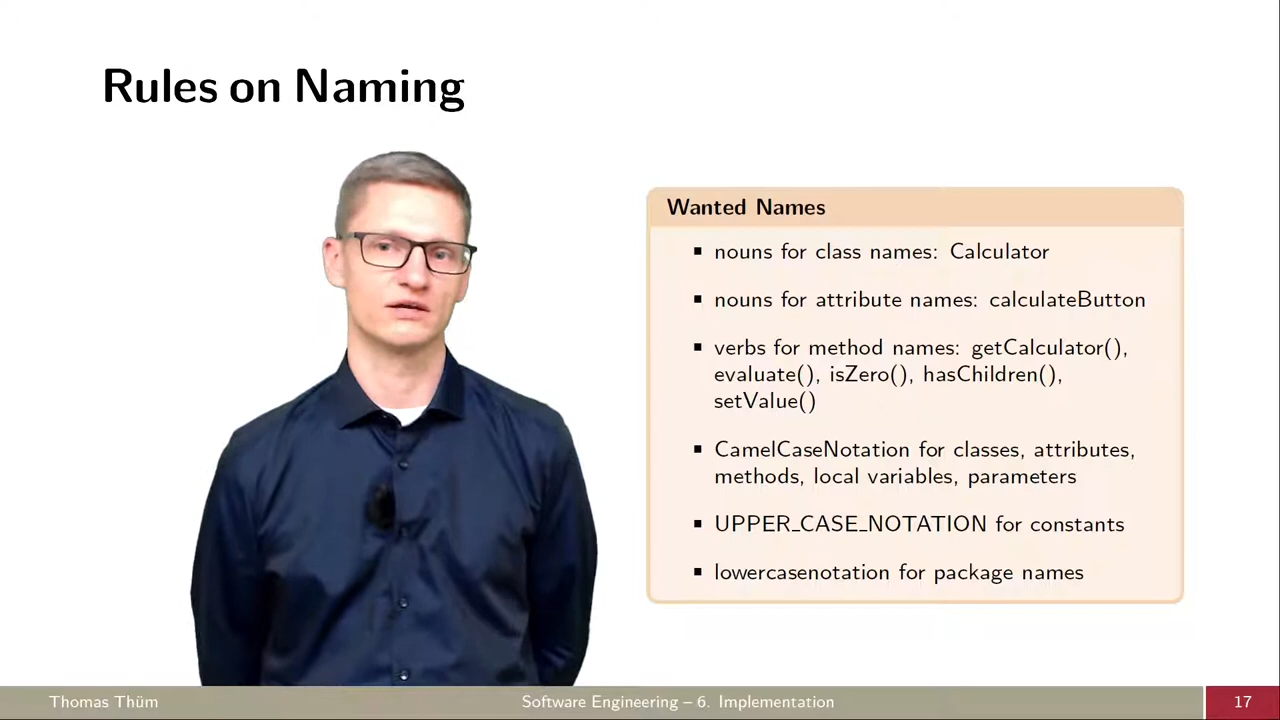 Rules on Naming
Wanted Names
▪ nouns for class names: Calculator
▪ nouns for attribute names: calculateButton
▪ verbs for method names: getCalculator(),
evaluate(), isZero(), hasChildren(),
setValue()
▪ CamelCaseNotation for classes, attributes,
methods, local variables, parameters
▪ UPPER_CASE_NOTATION for constants
▪ lowercasenotation for package names
Thomas Thüm
Software Engineering – 6. Implementation
17